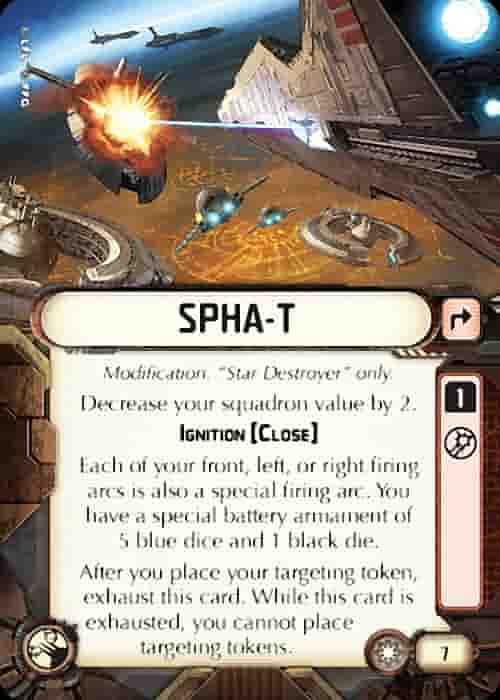 SPHA-T
1
Modification. "Star Destroyer" only.
Decrease your squadron value by 2.
Ignition [Close]
Each of your front, left, or right firing
arcs is also a special firing arc. You
have a special battery armament of
5 blue dice and 1 black die.
After you place your targeting token,
exhaust this card. While this card is
exhausted, you cannot place
targeting tokens.
7